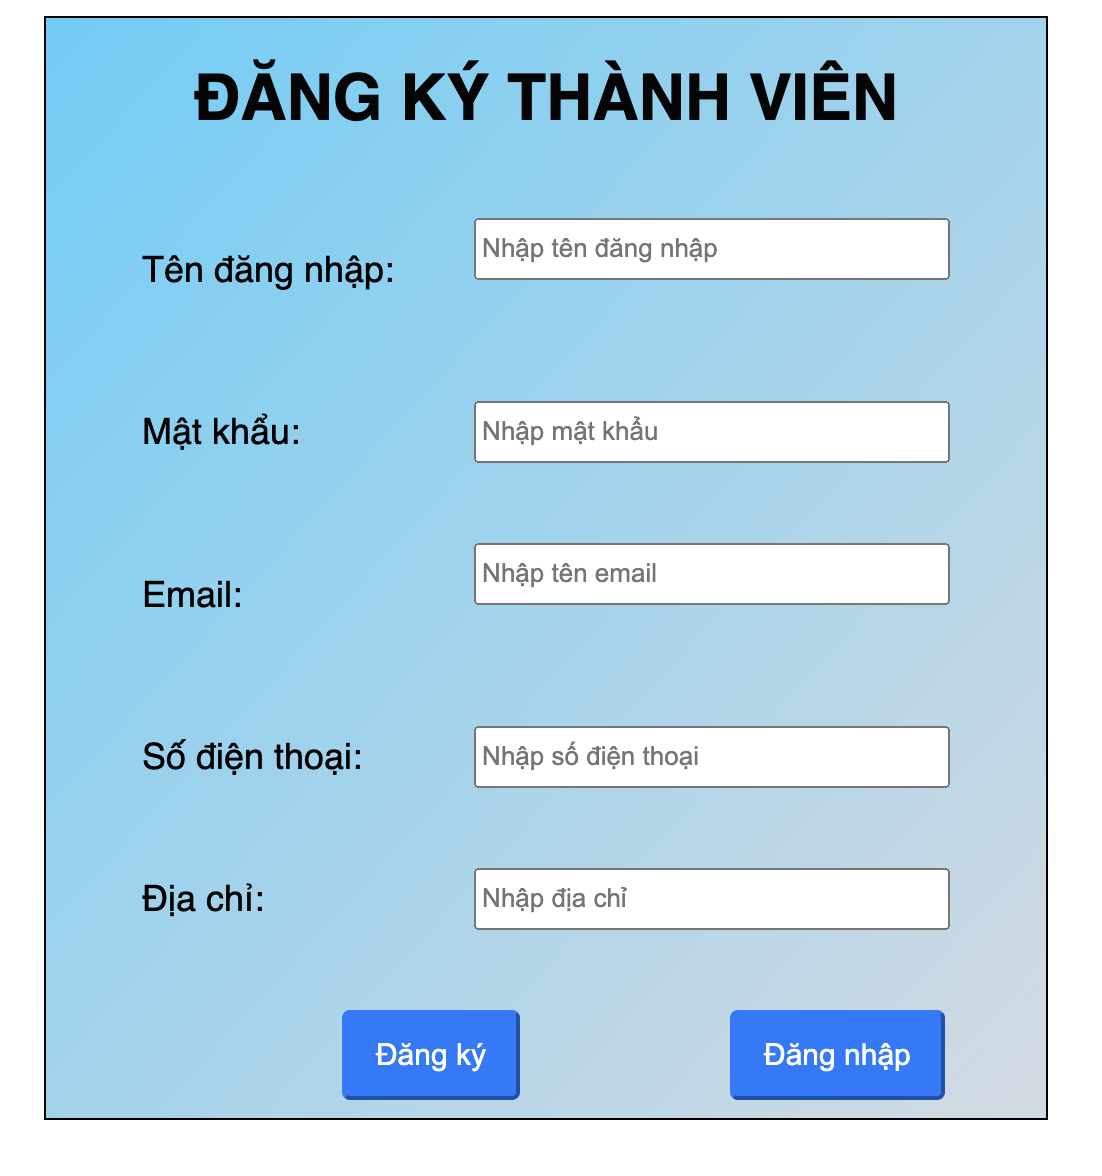 ĐĂNG KÝ THÀNH VIÊN
Tên đăng nhập:
Nhập tên đăng nhập
Mật khẩu:
Nhập mật khẩu
Email:
Nhập tên email
Số điện thoại:
Nhập số điện thoại
Địa chỉ:
Nhập địa chỉ
Đăng ký
Đăng nhập